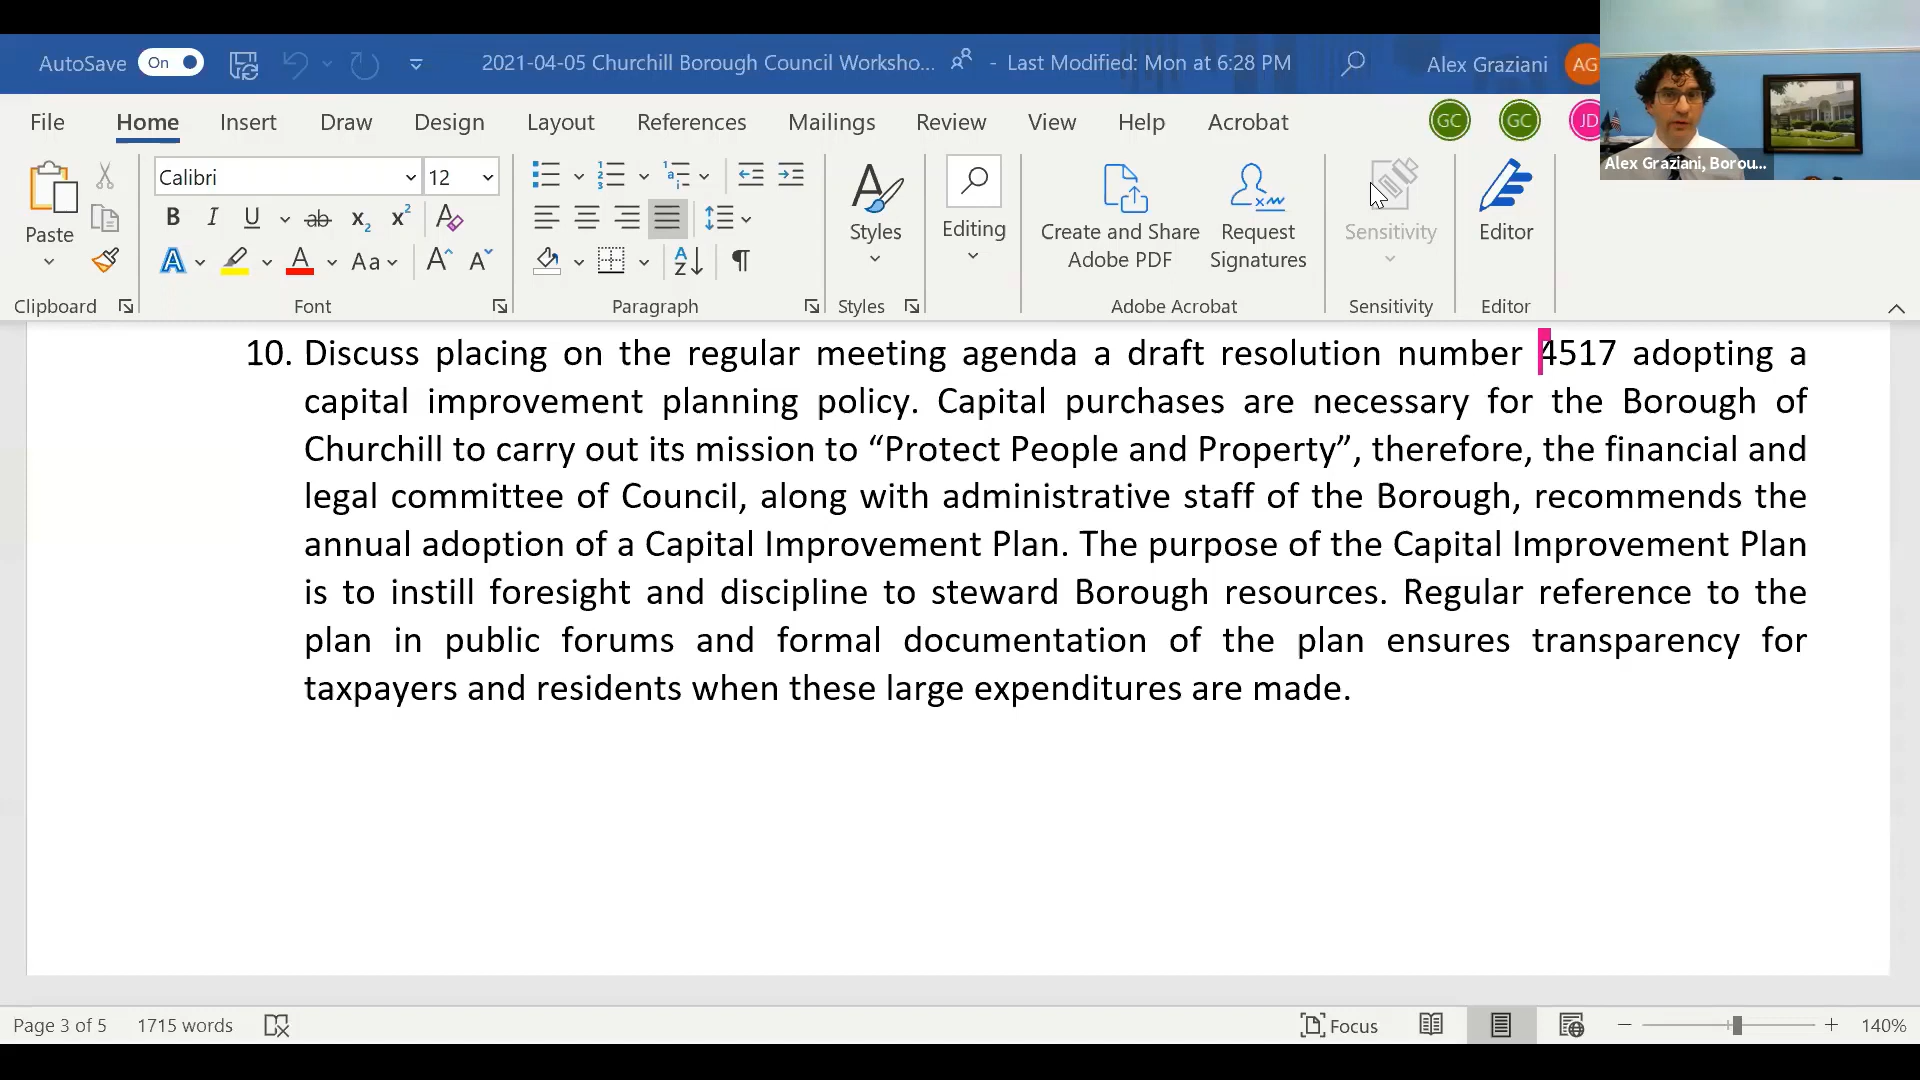 AutoSave On 2021-04-05 Churchill Borough Council Worksho... - Last Modified: Mon at 6:28 PM Alex Graziani AG
File Home Insert Draw Design Layout References Mailings Review View Help Acrobat GC GC JD
Alex Graziani, Borou...
Calibri 12
Paste
B I U ab x₂ x²
A A Aa A A
A Z
Styles Editing
Create and Share Adobe PDF
Request Signatures
Sensitivity
Editor
Clipboard Font Paragraph Styles Adobe Acrobat Sensitivity Editor
10. Discuss placing on the regular meeting agenda a draft resolution number 4517 adopting a
capital improvement planning policy. Capital purchases are necessary for the Borough of
Churchill to carry out its mission to “Protect People and Property”, therefore, the financial and
legal committee of Council, along with administrative staff of the Borough, recommends the
annual adoption of a Capital Improvement Plan. The purpose of the Capital Improvement Plan
is to instill foresight and discipline to steward Borough resources. Regular reference to the
plan in public forums and formal documentation of the plan ensures transparency for
taxpayers and residents when these large expenditures are made.
Page 3 of 5 1715 words Focus 140%